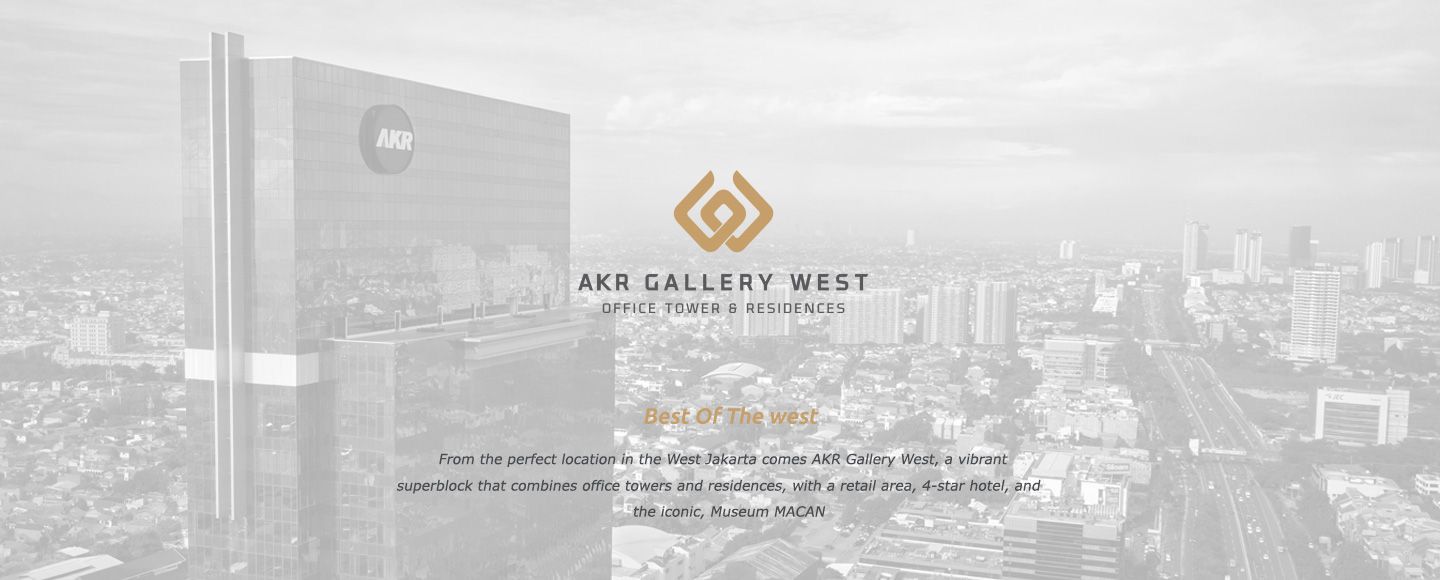 AKR
AKR GALLERY WEST
OFFICE TOWER & RESIDENCES
Best Of The west
From the perfect location in the West Jakarta comes AKR Gallery West, a vibrant
superblock that combines office towers and residences, with a retail area, 4-star hotel, and
the iconic, Museum MACAN